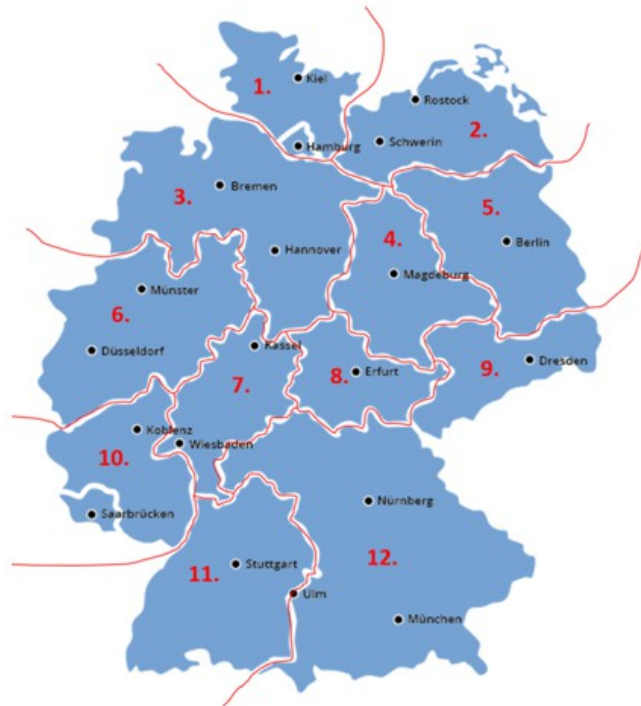 1.
Kiel
Rostock
2.
Schwerin
Hamburg
3.
Bremen
5.
4.
Berlin
Hannover
Magdeburg
Münster
6.
Kassel
Düsseldorf
Dresden
9.
8.
Erfurt
7.
Koblenz
Wiesbaden
10.
Nürnberg
Saarbrücken
12.
Stuttgart
11.
Ulm
München